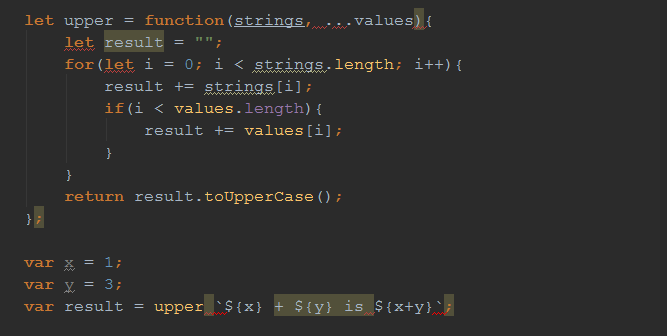 let upper = function(strings, ...values){
    let result = "";
    for(let i = 0; i < strings.length; i++){
        result += strings[i];
        if(i < values.length){
            result += values[i];
        }
    }
    return result.toUpperCase();
};
var x = 1;
var y = 3;
var result = upper `${x} + ${y} is ${x+y}`;